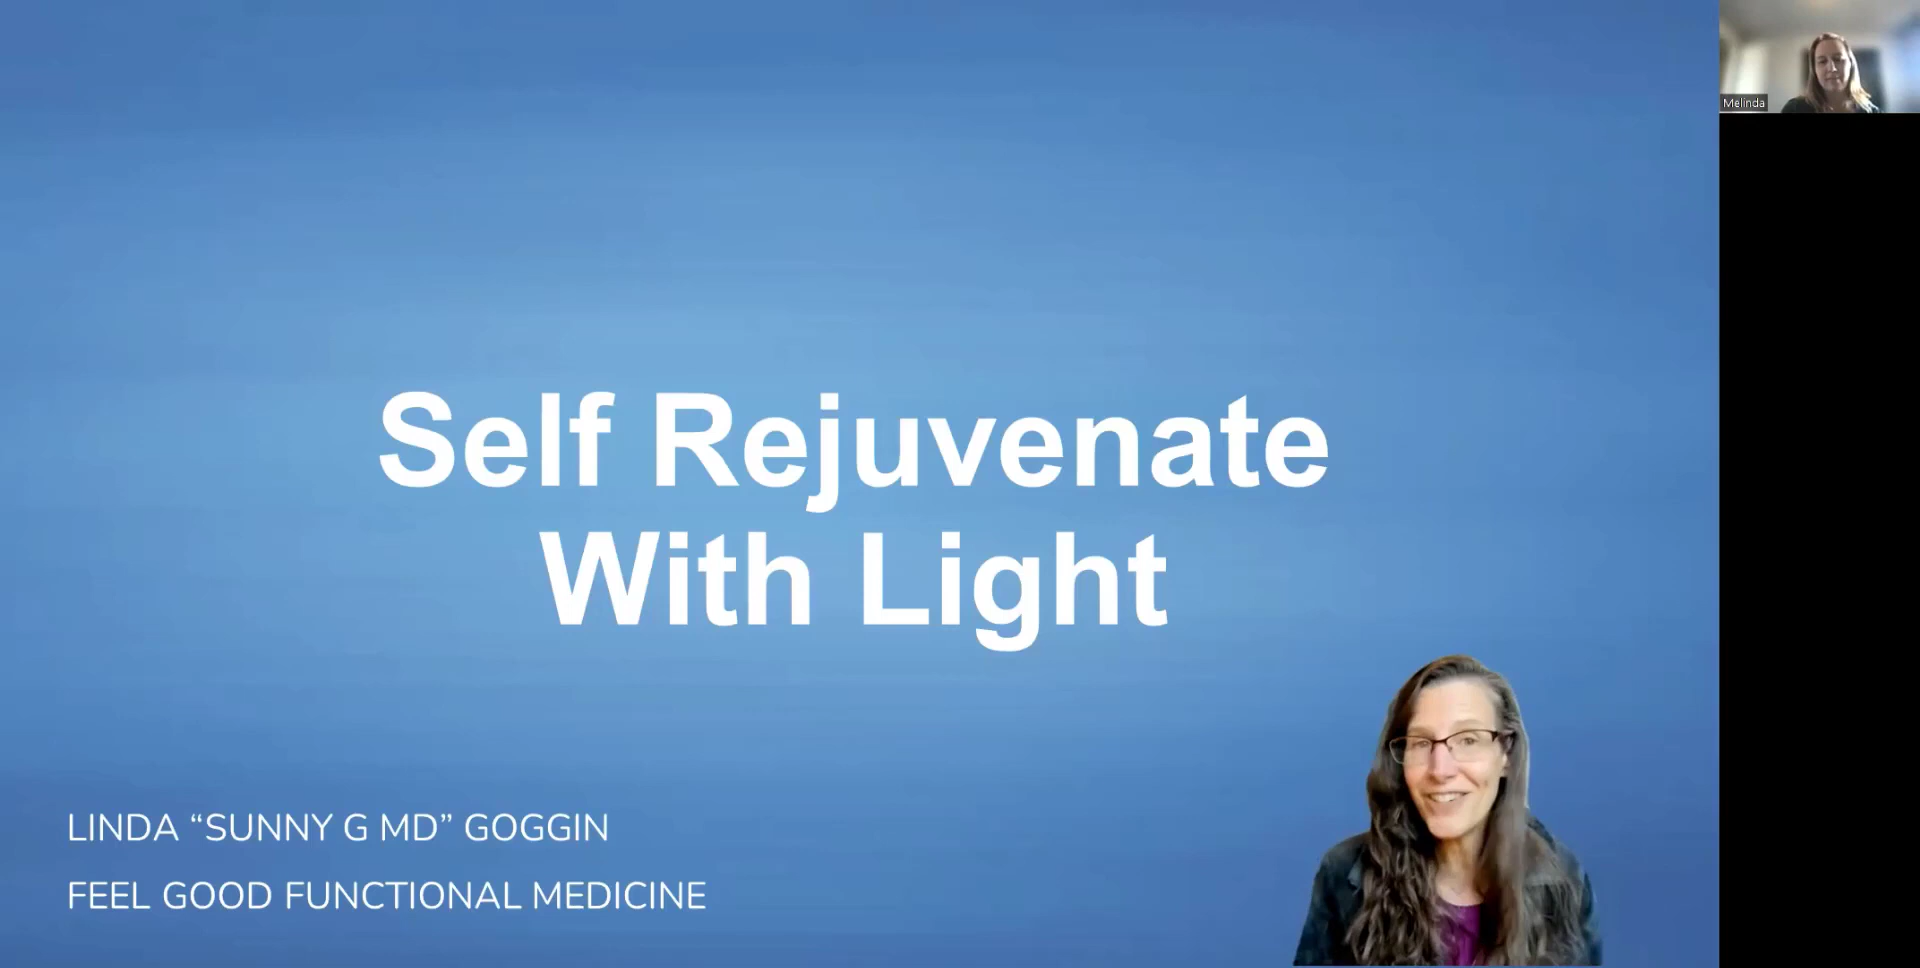 Melinda
Self Rejuvenate
With Light
LINDA “SUNNY G MD” GOGGIN
FEEL GOOD FUNCTIONAL MEDICINE